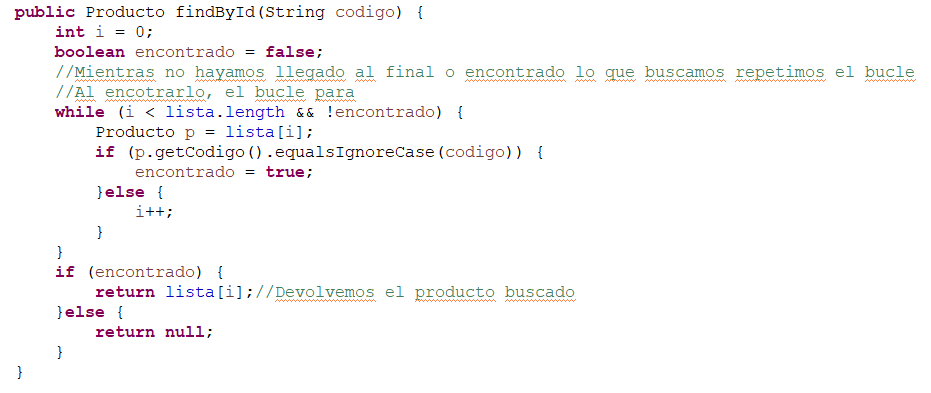 public Producto findById(String codigo) {
    int i = 0;
    boolean encontrado = false;
    //Mientras no hayamos llegado al final o encontrado lo que buscamos repetimos el bucle
    //Al encotrarlo, el bucle para
    while (i < lista.length && !encontrado) {
        Producto p = lista[i];
        if (p.getCodigo().equalsIgnoreCase(codigo)) {
            encontrado = true;
        }else {
            i++;
        }
    }
    if (encontrado) {
        return lista[i];//Devolvemos el producto buscado
    }else {
        return null;
    }
}